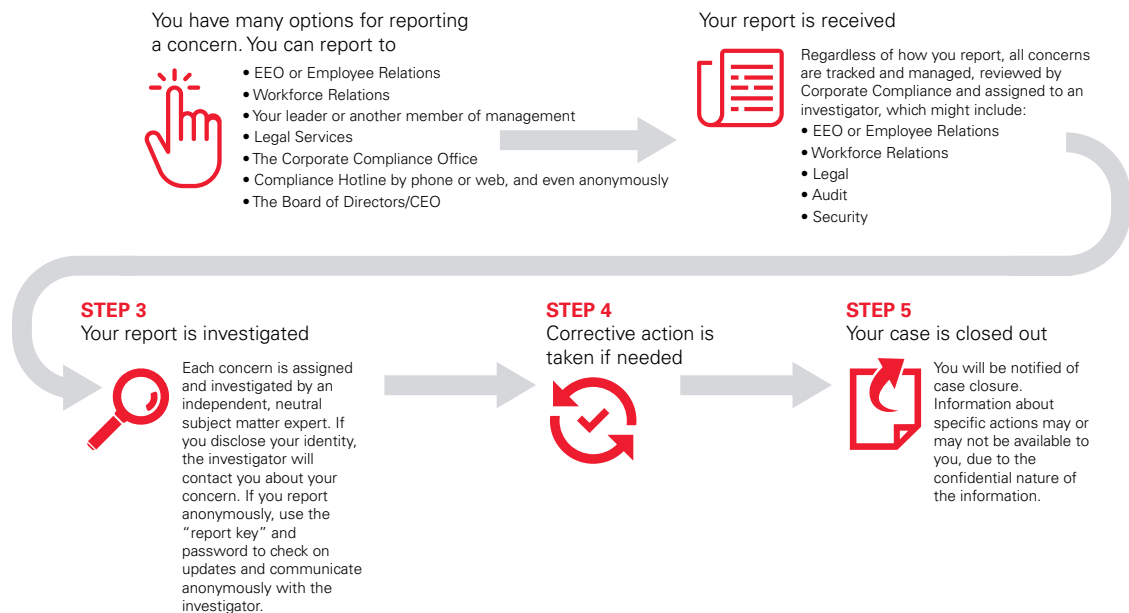 You have many options for reporting
a concern. You can report to
• EEO or Employee Relations
• Workforce Relations
• Your leader or another member of management
• Legal Services
• The Corporate Compliance Office
• Compliance Hotline by phone or web, and even anonymously
• The Board of Directors/CEO
Your report is received
Regardless of how you report, all concerns
are tracked and managed, reviewed by
Corporate Compliance and assigned to an
investigator, which might include:
• EEO or Employee Relations
• Workforce Relations
• Legal
• Audit
• Security
STEP 3
Your report is investigated
Each concern is assigned
and investigated by an
independent, neutral
subject matter expert. If
you disclose your identity,
the investigator will
contact you about your
concern. If you report
anonymously, use the
“report key” and
password to check on
updates and communicate
anonymously with the
investigator.
STEP 4
Corrective action is
taken if needed
STEP 5
Your case is closed out
You will be notified of
case closure.
Information about
specific actions may or
may not be available to
you, due to the
confidential nature of
the information.